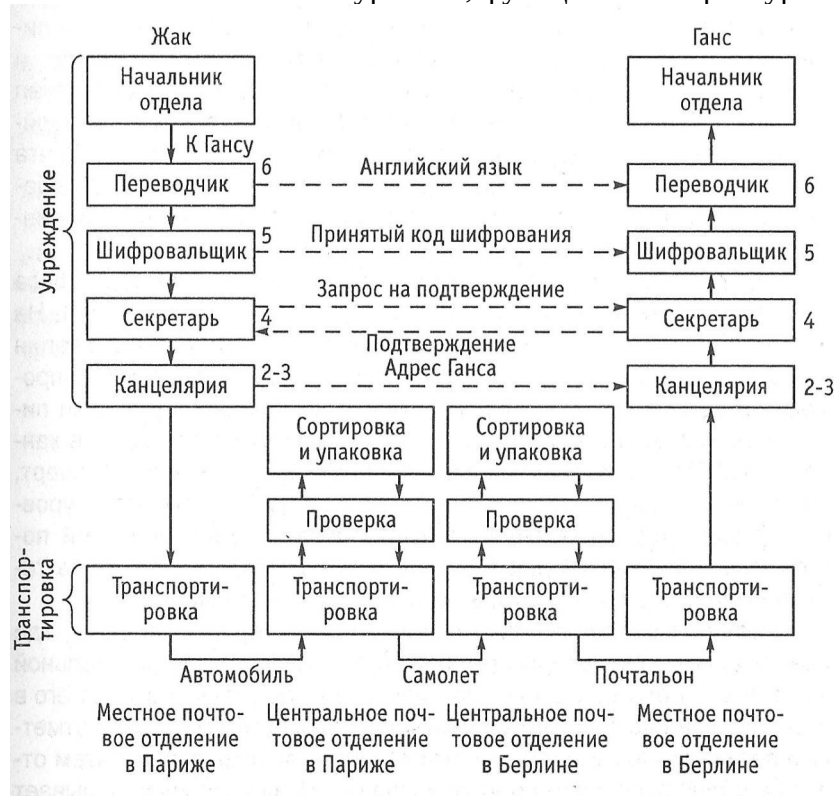 Жак
Ганс
Начальник
отдела
Начальник
отдела
К Гансу
Учреждение
Переводчик
6
Английский язык
Переводчик
6
Шифровальщик
5
Принятый код шифрования
Шифровальщик
5
Запрос на подтверждение
Секретарь
4
Секретарь
4
Подтверждение
Адрес Ганса
Канцелярия
2-3
Канцелярия
2-3
Сортировка
и упаковка
Сортировка
и упаковка
Проверка
Проверка
Транспор-
тировка
Транспорти-
ровка
Транспорти-
ровка
Транспорти-
ровка
Транспорти-
ровка
Автомобиль
Самолет
Почтальон
Местное почто-
вое отделение
в Париже
Центральное поч-
товое отделение
в Париже
Центральное поч-
товое отделение
в Берлине
Местное почто-
вое отделение
в Берлине